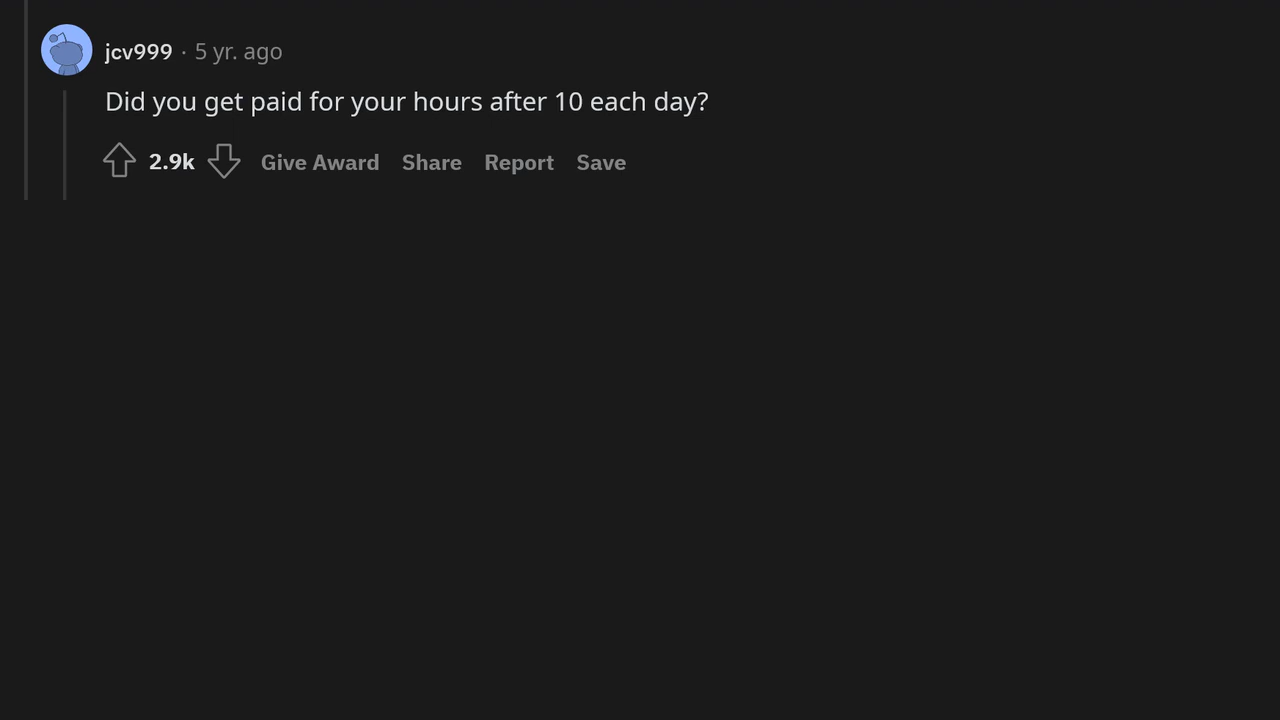 jcv999 · 5 yr. ago
Did you get paid for your hours after 10 each day?
2.9k Give Award Share Report Save